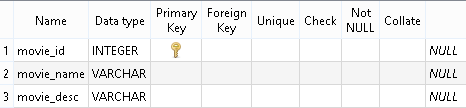 Name Data type Primary Key Foreign Key Unique Check Not NULL Collate
1 movie_id INTEGER NULL
2 movie_name VARCHAR NULL
3 movie_desc VARCHAR NULL